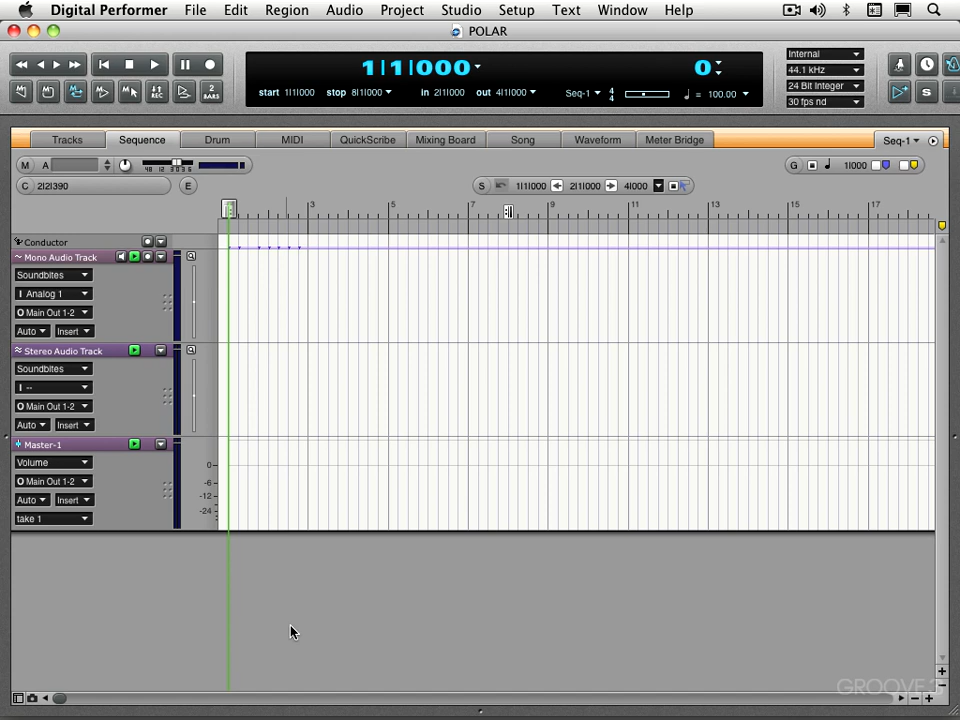 Digital Performer File Edit Region Audio Project Studio Setup Text Window Help
POLAR
1|1|000 0
start 1|1|000 stop 8|1|000 in 2|1|000 out 4|1|000 Seq-1 4/4 = 100.00
Internal
44.1 kHz
24 Bit Integer
30 fps nd
REC
2 BARS
S
Tracks Sequence Drum MIDI QuickScribe Mixing Board Song Waveform Meter Bridge Seq-1
M A G 1|000
C 2|2|390 E S 1|1|000 2|1|000 4|000
3 5 7 9 11 13 15 17
Conductor
Mono Audio Track
Soundbites
I Analog 1
O Main Out 1-2
Auto Insert
Stereo Audio Track
Soundbites
I --
O Main Out 1-2
Auto Insert
Master-1
Volume
O Main Out 1-2
Auto Insert
take 1
0
-6
-12
-24
GROOVE 3